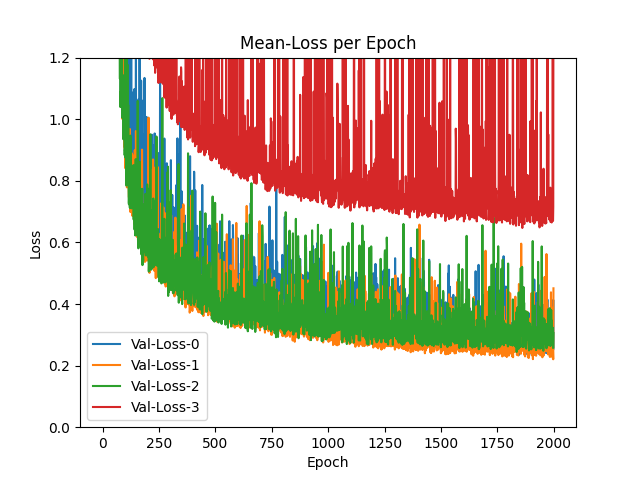 Mean-Loss per Epoch
Loss
1.2
1.0
0.8
0.6
0.4
0.2
0.0
Val-Loss-0
Val-Loss-1
Val-Loss-2
Val-Loss-3
0 250 500 750 1000 1250 1500 1750 2000
Epoch